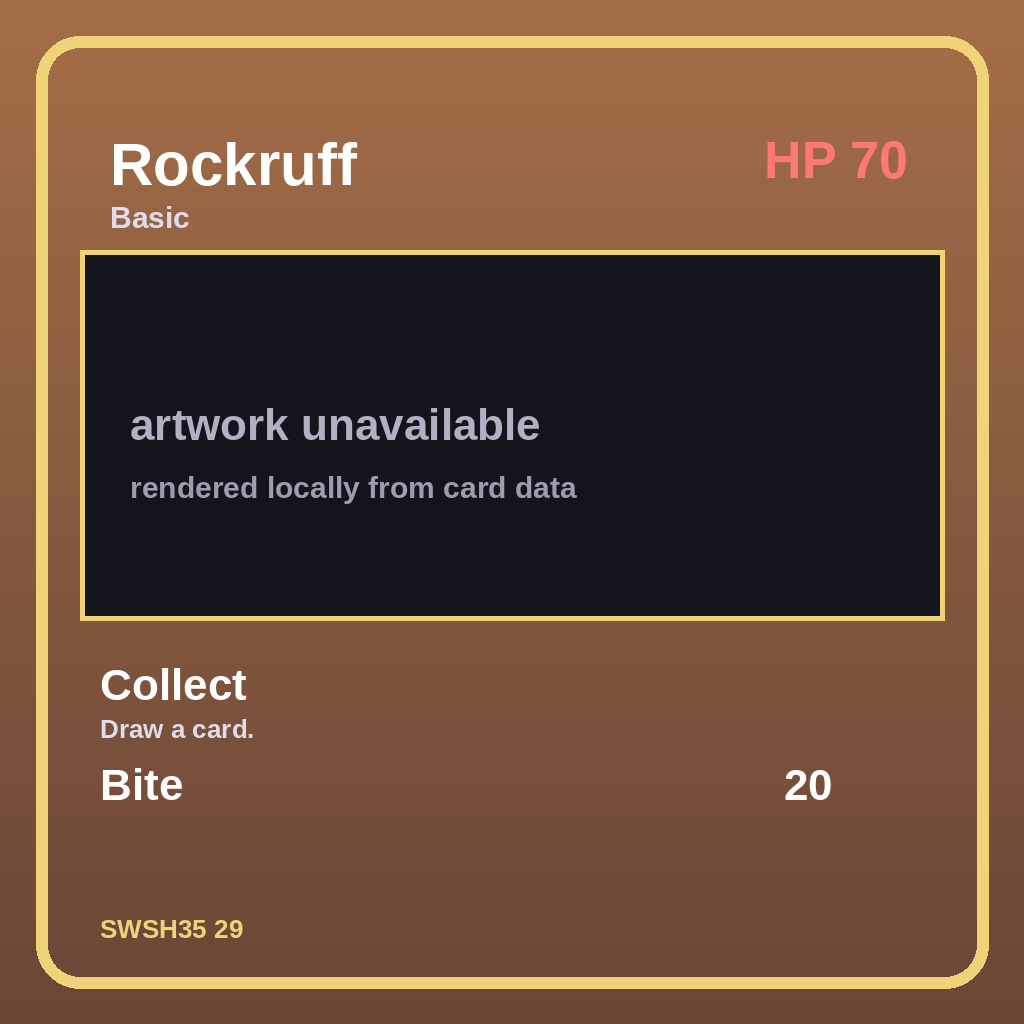 Rockruff
HP 70
Basic
artwork unavailable
rendered locally from card data
Collect
Draw a card.
Bite 20
SWSH35 29